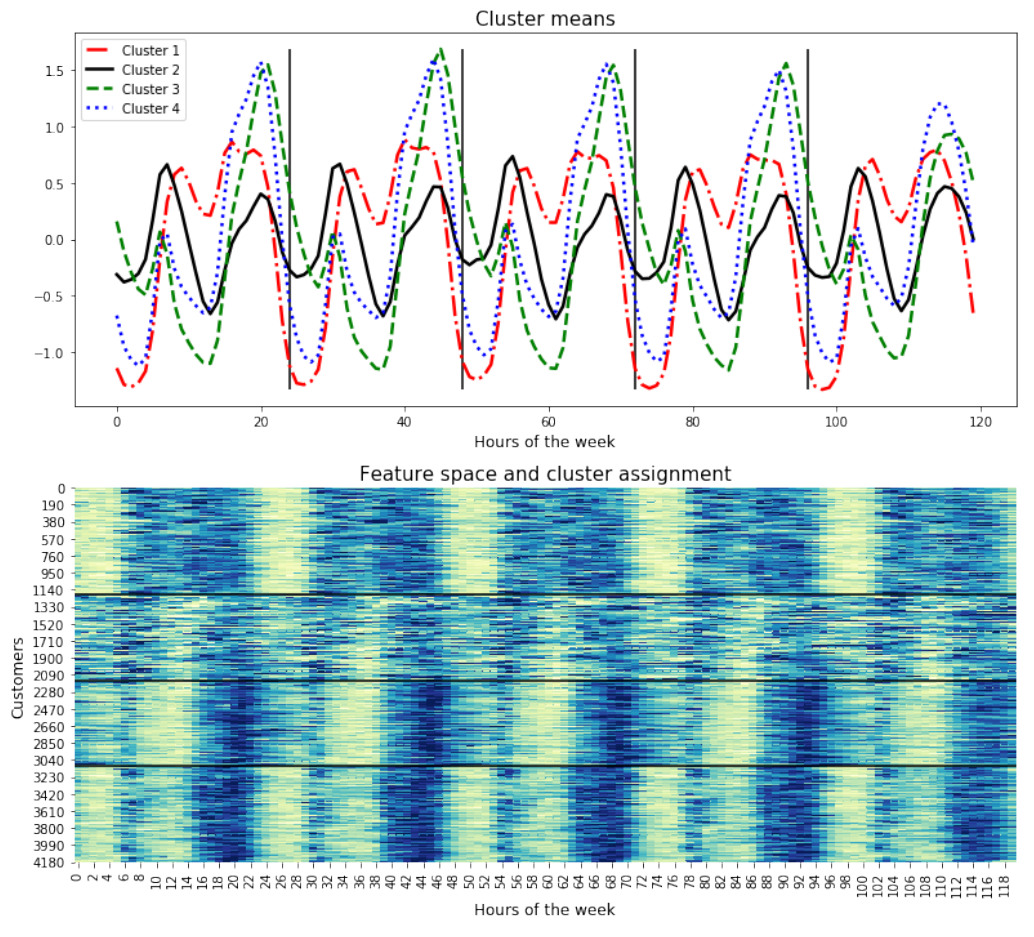 Cluster means
Cluster 1
Cluster 2
Cluster 3
Cluster 4
1.5
1.0
0.5
0.0
−0.5
−1.0
0 20 40 60 80 100 120
Hours of the week
Feature space and cluster assignment
Customers
0
190
380
570
760
950
1140
1330
1520
1710
1900
2090
2280
2470
2660
2850
3040
3230
3420
3610
3800
3990
4180
0 2 4 6 8 10 12 14 16 18 20 22 24 26 28 30 32 34 36 38 40 42 44 46 48 50 52 54 56 58 60 62 64 66 68 70 72 74 76 78 80 82 84 86 88 90 92 94 96 98 100 102 104 106 108 110 112 114 116 118
Hours of the week